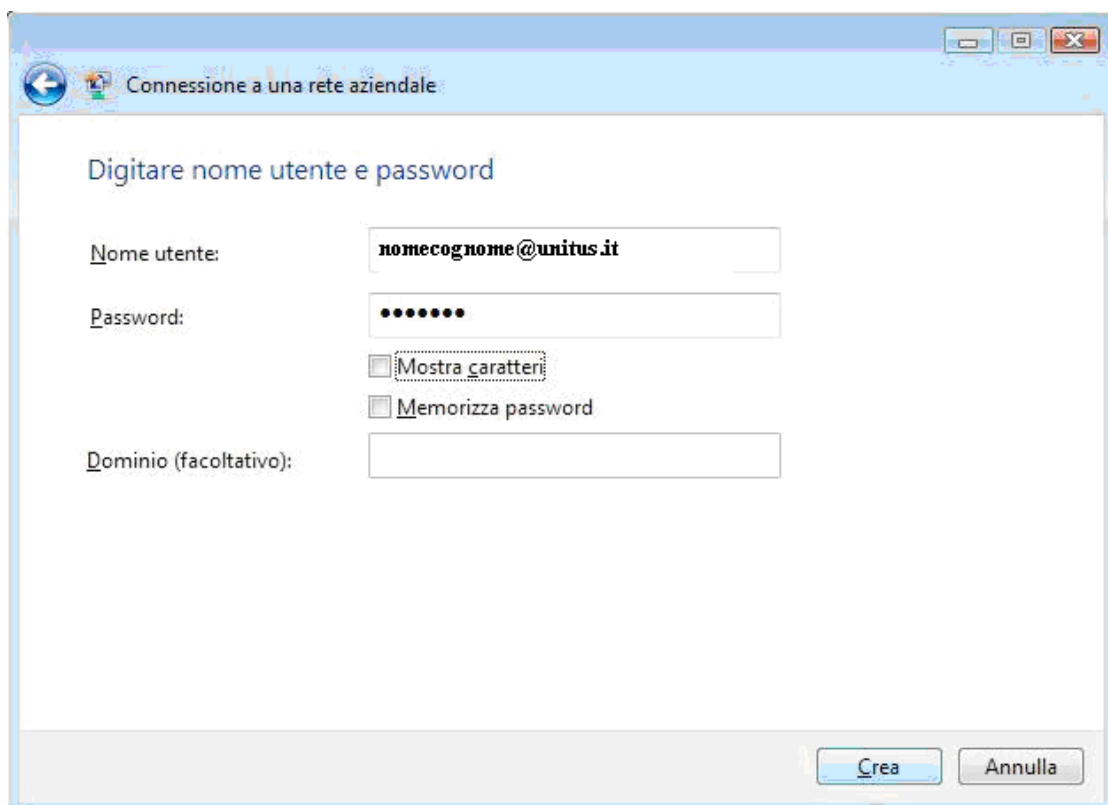 Connessione a una rete aziendale
Digitare nome utente e password
Nome utente:
nomecognome@unitus.it
Password:
•••••••
Mostra caratteri
Memorizza password
Dominio (facoltativo):
Crea
Annulla